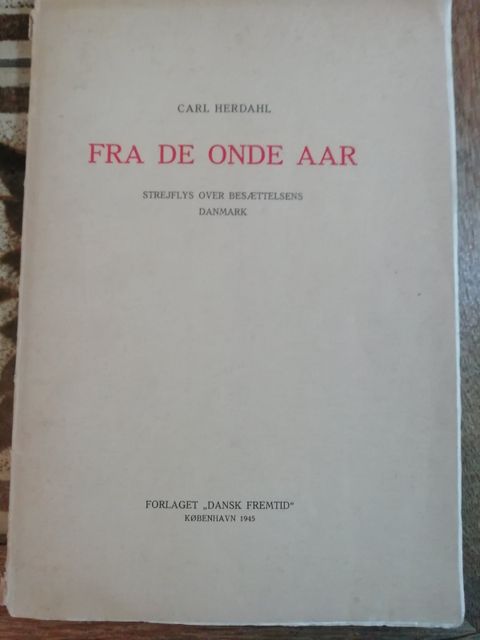 CARL HERDAHL
FRA DE ONDE AAR
STREJFLYS OVER BESÆTTELSENS
DANMARK
FORLAGET „DANSK FREMTID"
KØBENHAVN 1945